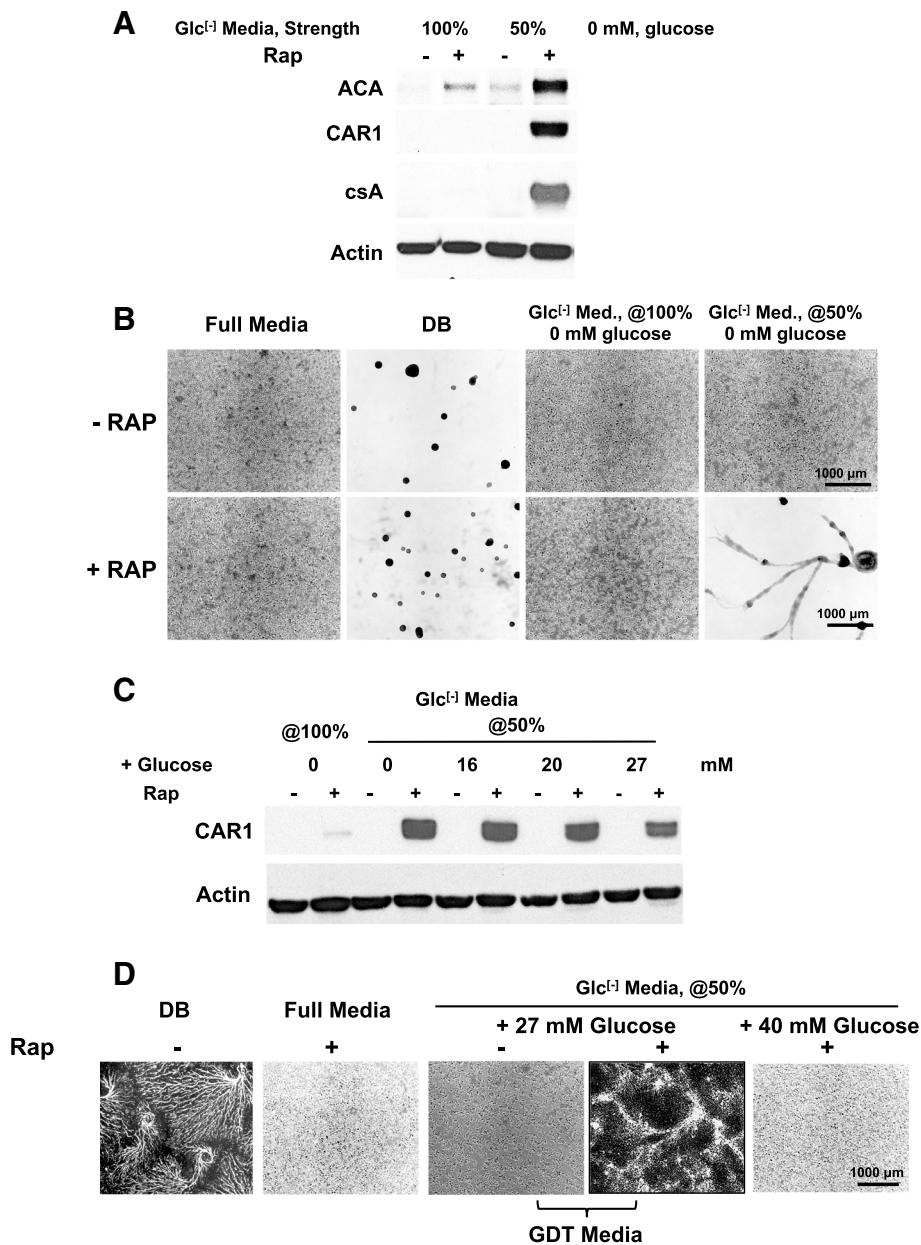 A
Glc[-] Media, Strength 100% 50% 0 mM, glucose
Rap - + - +
ACA
CAR1
csA
Actin
B
Full Media DB Glc[-] Med., @100% 0 mM glucose Glc[-] Med., @50% 0 mM glucose
- RAP
1000 µm
+ RAP
1000 µm
C
Glc[-] Media
@100% @50%
+ Glucose 0 0 16 20 27 mM
Rap - + - + - + - + - +
CAR1
Actin
D
Glc[-] Media, @50%
DB Full Media + 27 mM Glucose + 40 mM Glucose
Rap - + - + +
1000 µm
GDT Media